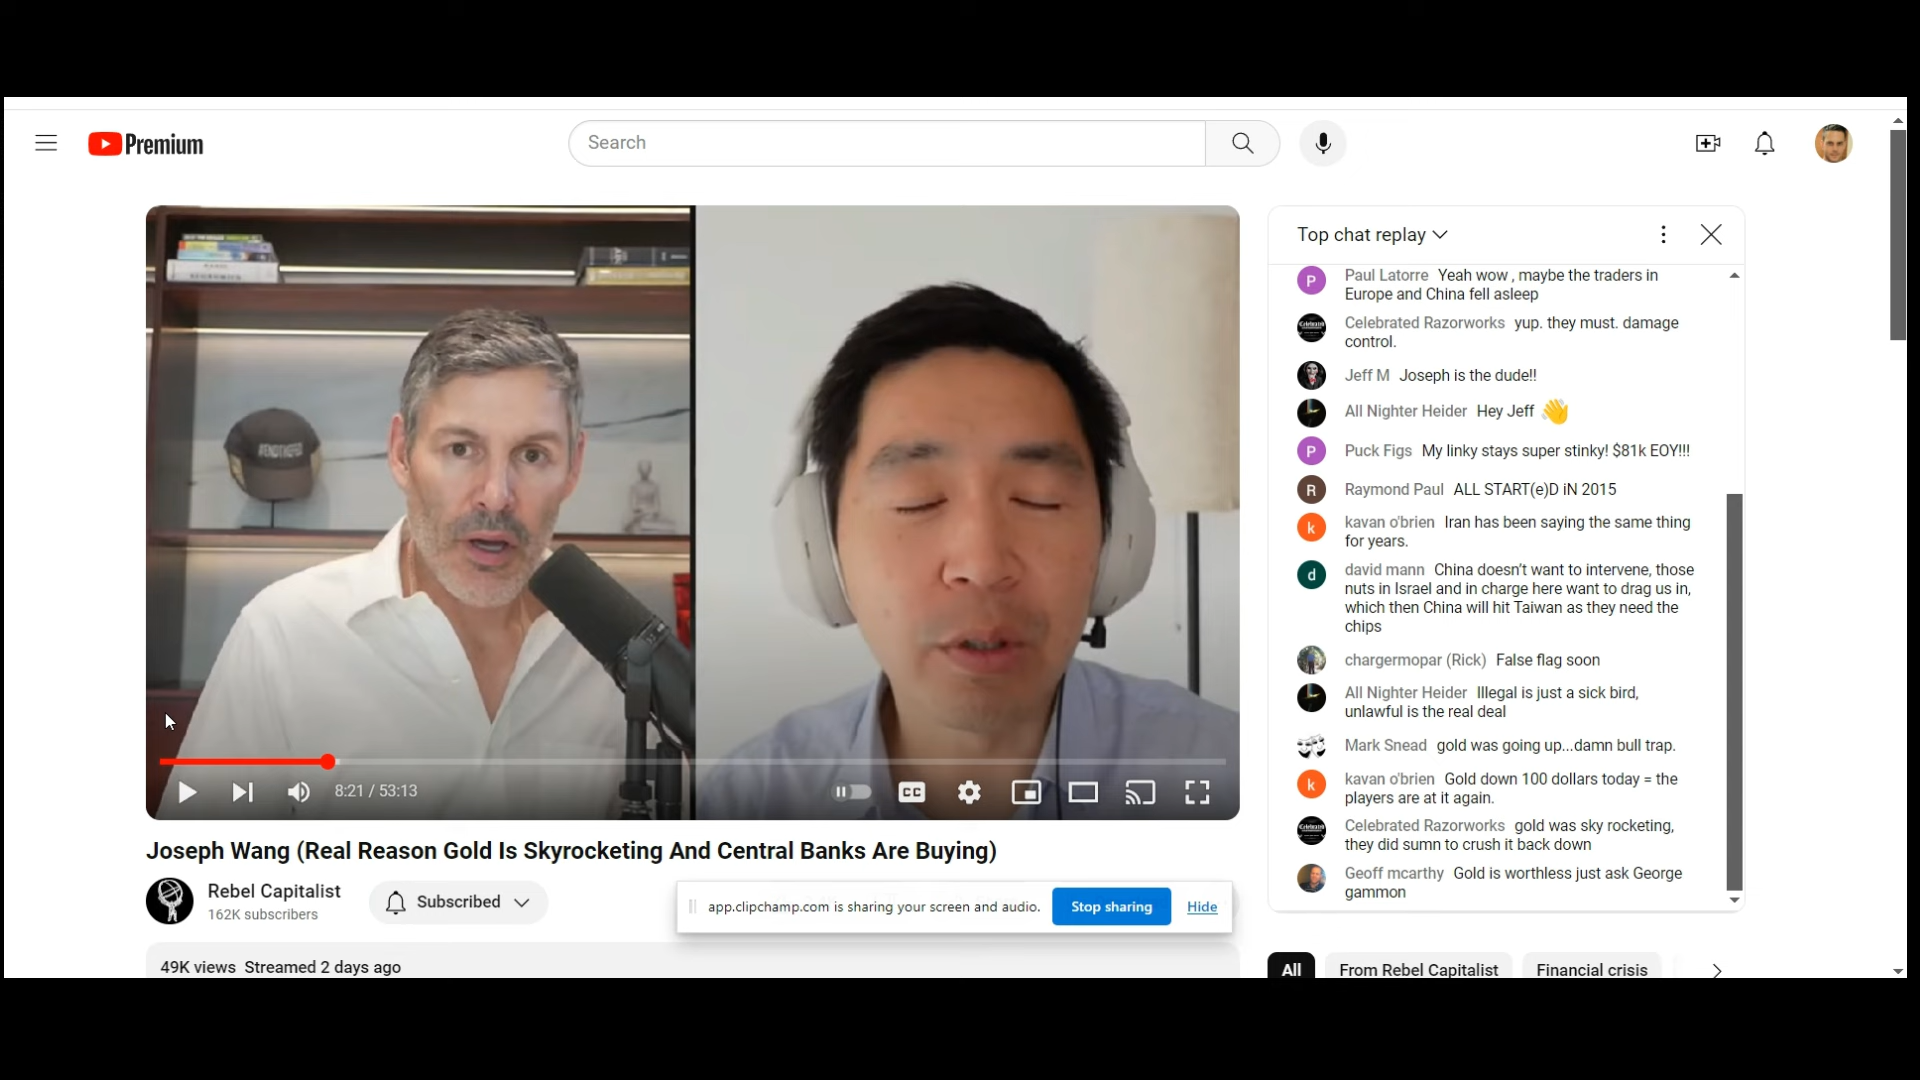 Premium
Search
#ENDTHEFED
8:21 / 53:13
CC
Joseph Wang (Real Reason Gold Is Skyrocketing And Central Banks Are Buying)
Rebel Capitalist
162K subscribers
Subscribed
app.clipchamp.com is sharing your screen and audio.
Stop sharing
Hide
49K views Streamed 2 days ago
Top chat replay
P
Paul Latorre Yeah wow , maybe the traders in
Europe and China fell asleep
Celebrated Razorworks yup. they must. damage
control.
Jeff M Joseph is the dude!!
All Nighter Heider Hey Jeff 👋
P
Puck Figs My linky stays super stinky! $81k EOY!!!
R
Raymond Paul ALL START(e)D iN 2015
k
kavan o'brien Iran has been saying the same thing
for years.
d
david mann China doesn't want to intervene, those
nuts in Israel and in charge here want to drag us in,
which then China will hit Taiwan as they need the
chips
chargermopar (Rick) False flag soon
All Nighter Heider Illegal is just a sick bird,
unlawful is the real deal
Mark Snead gold was going up...damn bull trap.
k
kavan o'brien Gold down 100 dollars today = the
players are at it again.
Celebrated Razorworks gold was sky rocketing,
they did sumn to crush it back down
Geoff mcarthy Gold is worthless just ask George
gammon
All
From Rebel Capitalist
Financial crisis